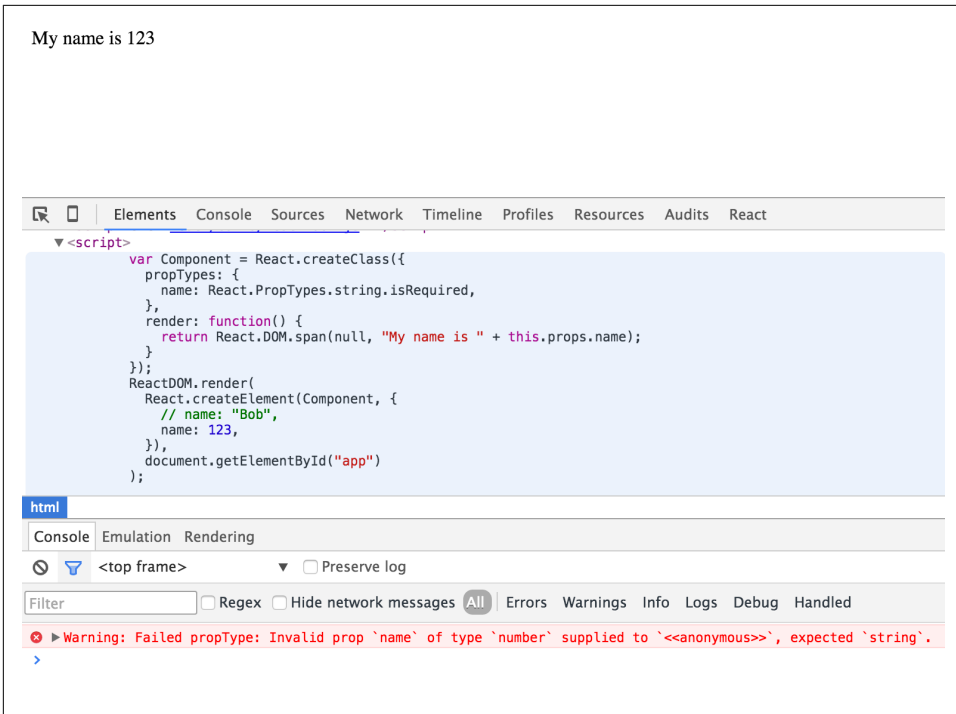 My name is 123
Elements Console Sources Network Timeline Profiles Resources Audits React
▼<script>
var Component = React.createClass({
propTypes: {
name: React.PropTypes.string.isRequired,
},
render: function() {
return React.DOM.span(null, "My name is " + this.props.name);
}
});
ReactDOM.render(
React.createElement(Component, {
// name: "Bob",
name: 123,
}),
document.getElementById("app")
);
html
Console Emulation Rendering
<top frame> ▼ Preserve log
Filter Regex Hide network messages All Errors Warnings Info Logs Debug Handled
▶Warning: Failed propType: Invalid prop `name` of type `number` supplied to `<<anonymous>>`, expected `string`.
>